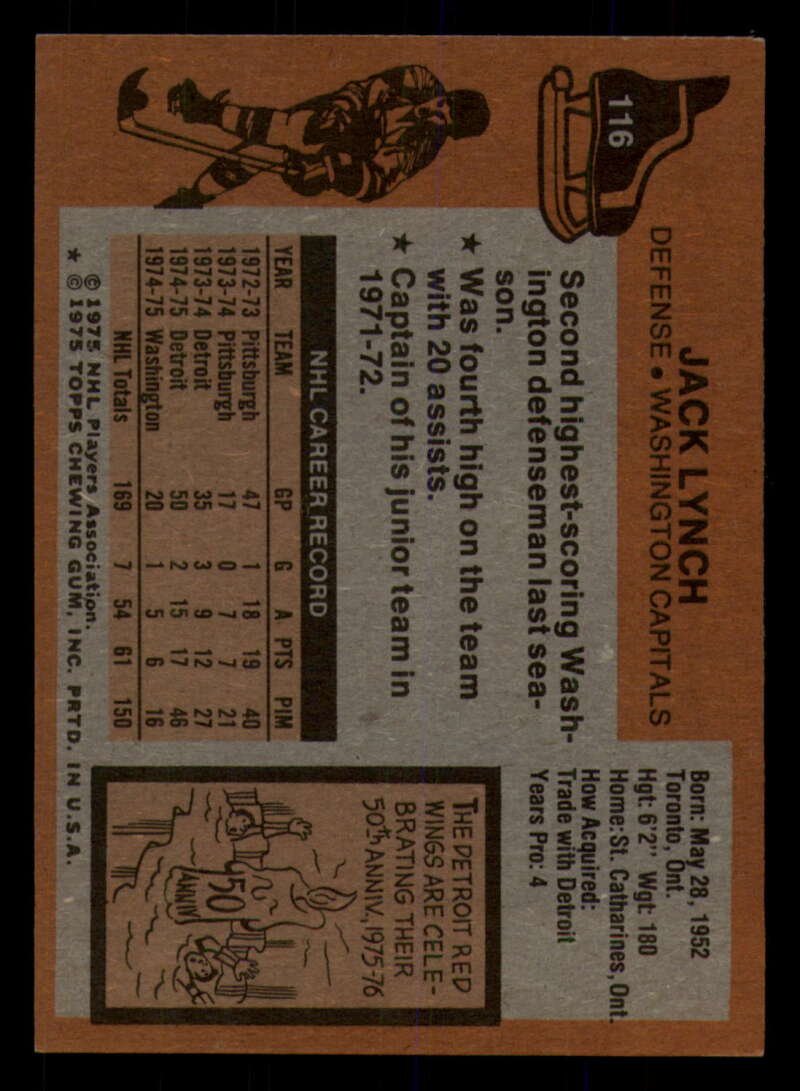 116
JACK LYNCH
DEFENSE • WASHINGTON CAPITALS
Second highest-scoring Wash-
ington defenseman last sea-
son.
★ Was fourth high on the team
with 20 assists.
★ Captain of his junior team in
1971-72.
NHL CAREER RECORD
YEAR TEAM GP G A PTS PIM
1972-73 Pittsburgh 47 1 18 19 40
1973-74 Pittsburgh 17 0 7 7 21
1973-74 Detroit 35 3 9 12 27
1974-75 Detroit 50 2 15 17 46
1974-75 Washington 20 1 5 6 16
NHL Totals 169 7 54 61 150
© 1975 NHL Players Association.
★ © 1975 TOPPS CHEWING GUM, INC. PRTD. IN U.S.A.
Born: May 28, 1952
Toronto, Ont.
Hgt: 6'2" Wgt: 180
Home: St. Catharines, Ont.
How Acquired:
Trade with Detroit
Years Pro: 4
THE DETROIT RED
WINGS ARE CELE-
BRATING THEIR
50th ANNIV., 1975-76
50
ANNIV